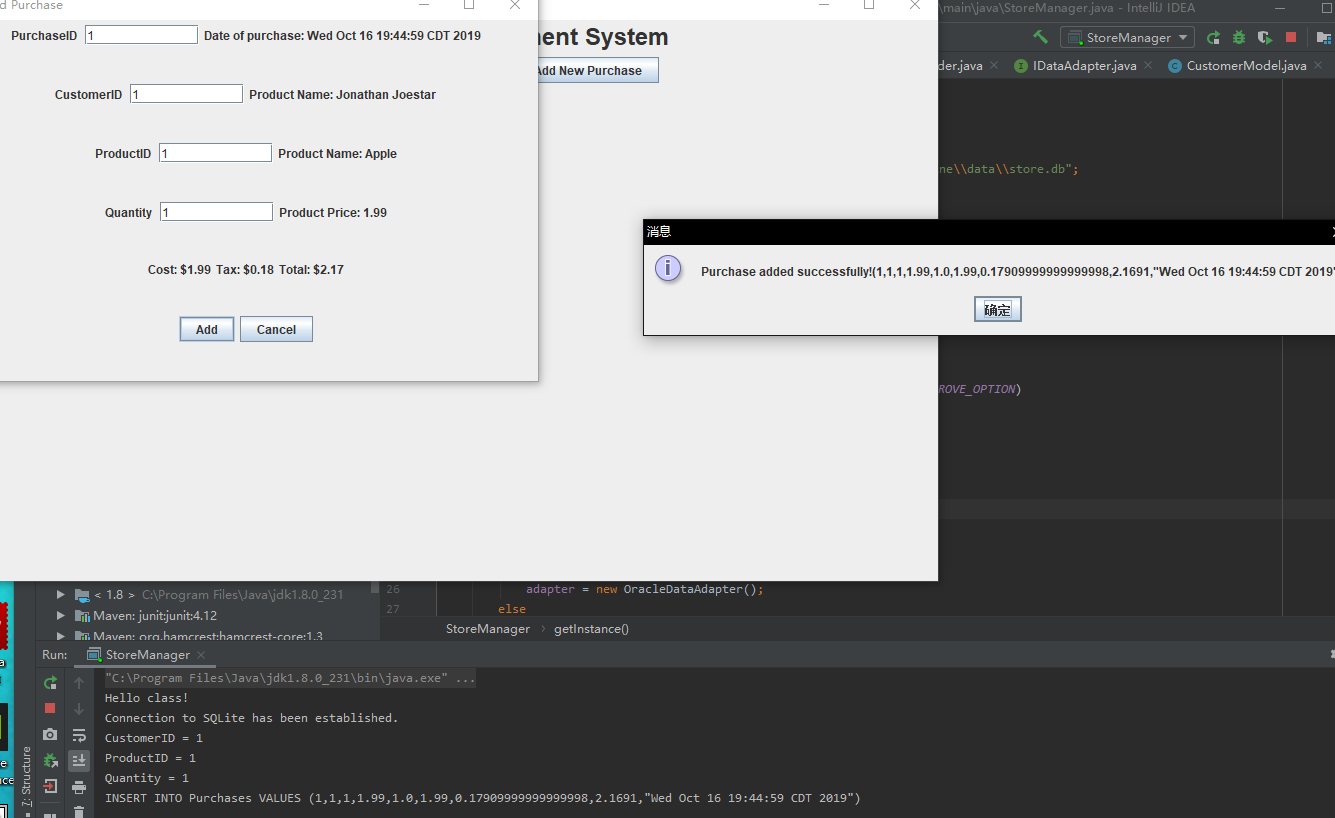 d Purchase
PurchaseID 1 Date of purchase: Wed Oct 16 19:44:59 CDT 2019
CustomerID 1 Product Name: Jonathan Joestar
ProductID 1 Product Name: Apple
Quantity 1 Product Price: 1.99
Cost: $1.99 Tax: $0.18 Total: $2.17
Add Cancel
ent System
Add New Purchase
\main\java\StoreManager.java - IntelliJ IDEA
StoreManager
der.java IDataAdapter.java CustomerModel.java
ne\\data\\store.db";
消息
Purchase added successfully!(1,1,1,1.99,1.0,1.99,0.17909999999999998,2.1691,"Wed Oct 16 19:44:59 CDT 2019"
确定
ROVE_OPTION)
< 1.8 > C:\Program Files\Java\jdk1.8.0_231
Maven: junit:junit:4.12
Maven: org.hamcrest:hamcrest-core:1.3
26 adapter = new OracleDataAdapter();
27 else
StoreManager › getInstance()
Run: StoreManager
"C:\Program Files\Java\jdk1.8.0_231\bin\java.exe" ...
Hello class!
Connection to SQLite has been established.
CustomerID = 1
ProductID = 1
Quantity = 1
INSERT INTO Purchases VALUES (1,1,1,1.99,1.0,1.99,0.17909999999999998,2.1691,"Wed Oct 16 19:44:59 CDT 2019")
Z: Structure